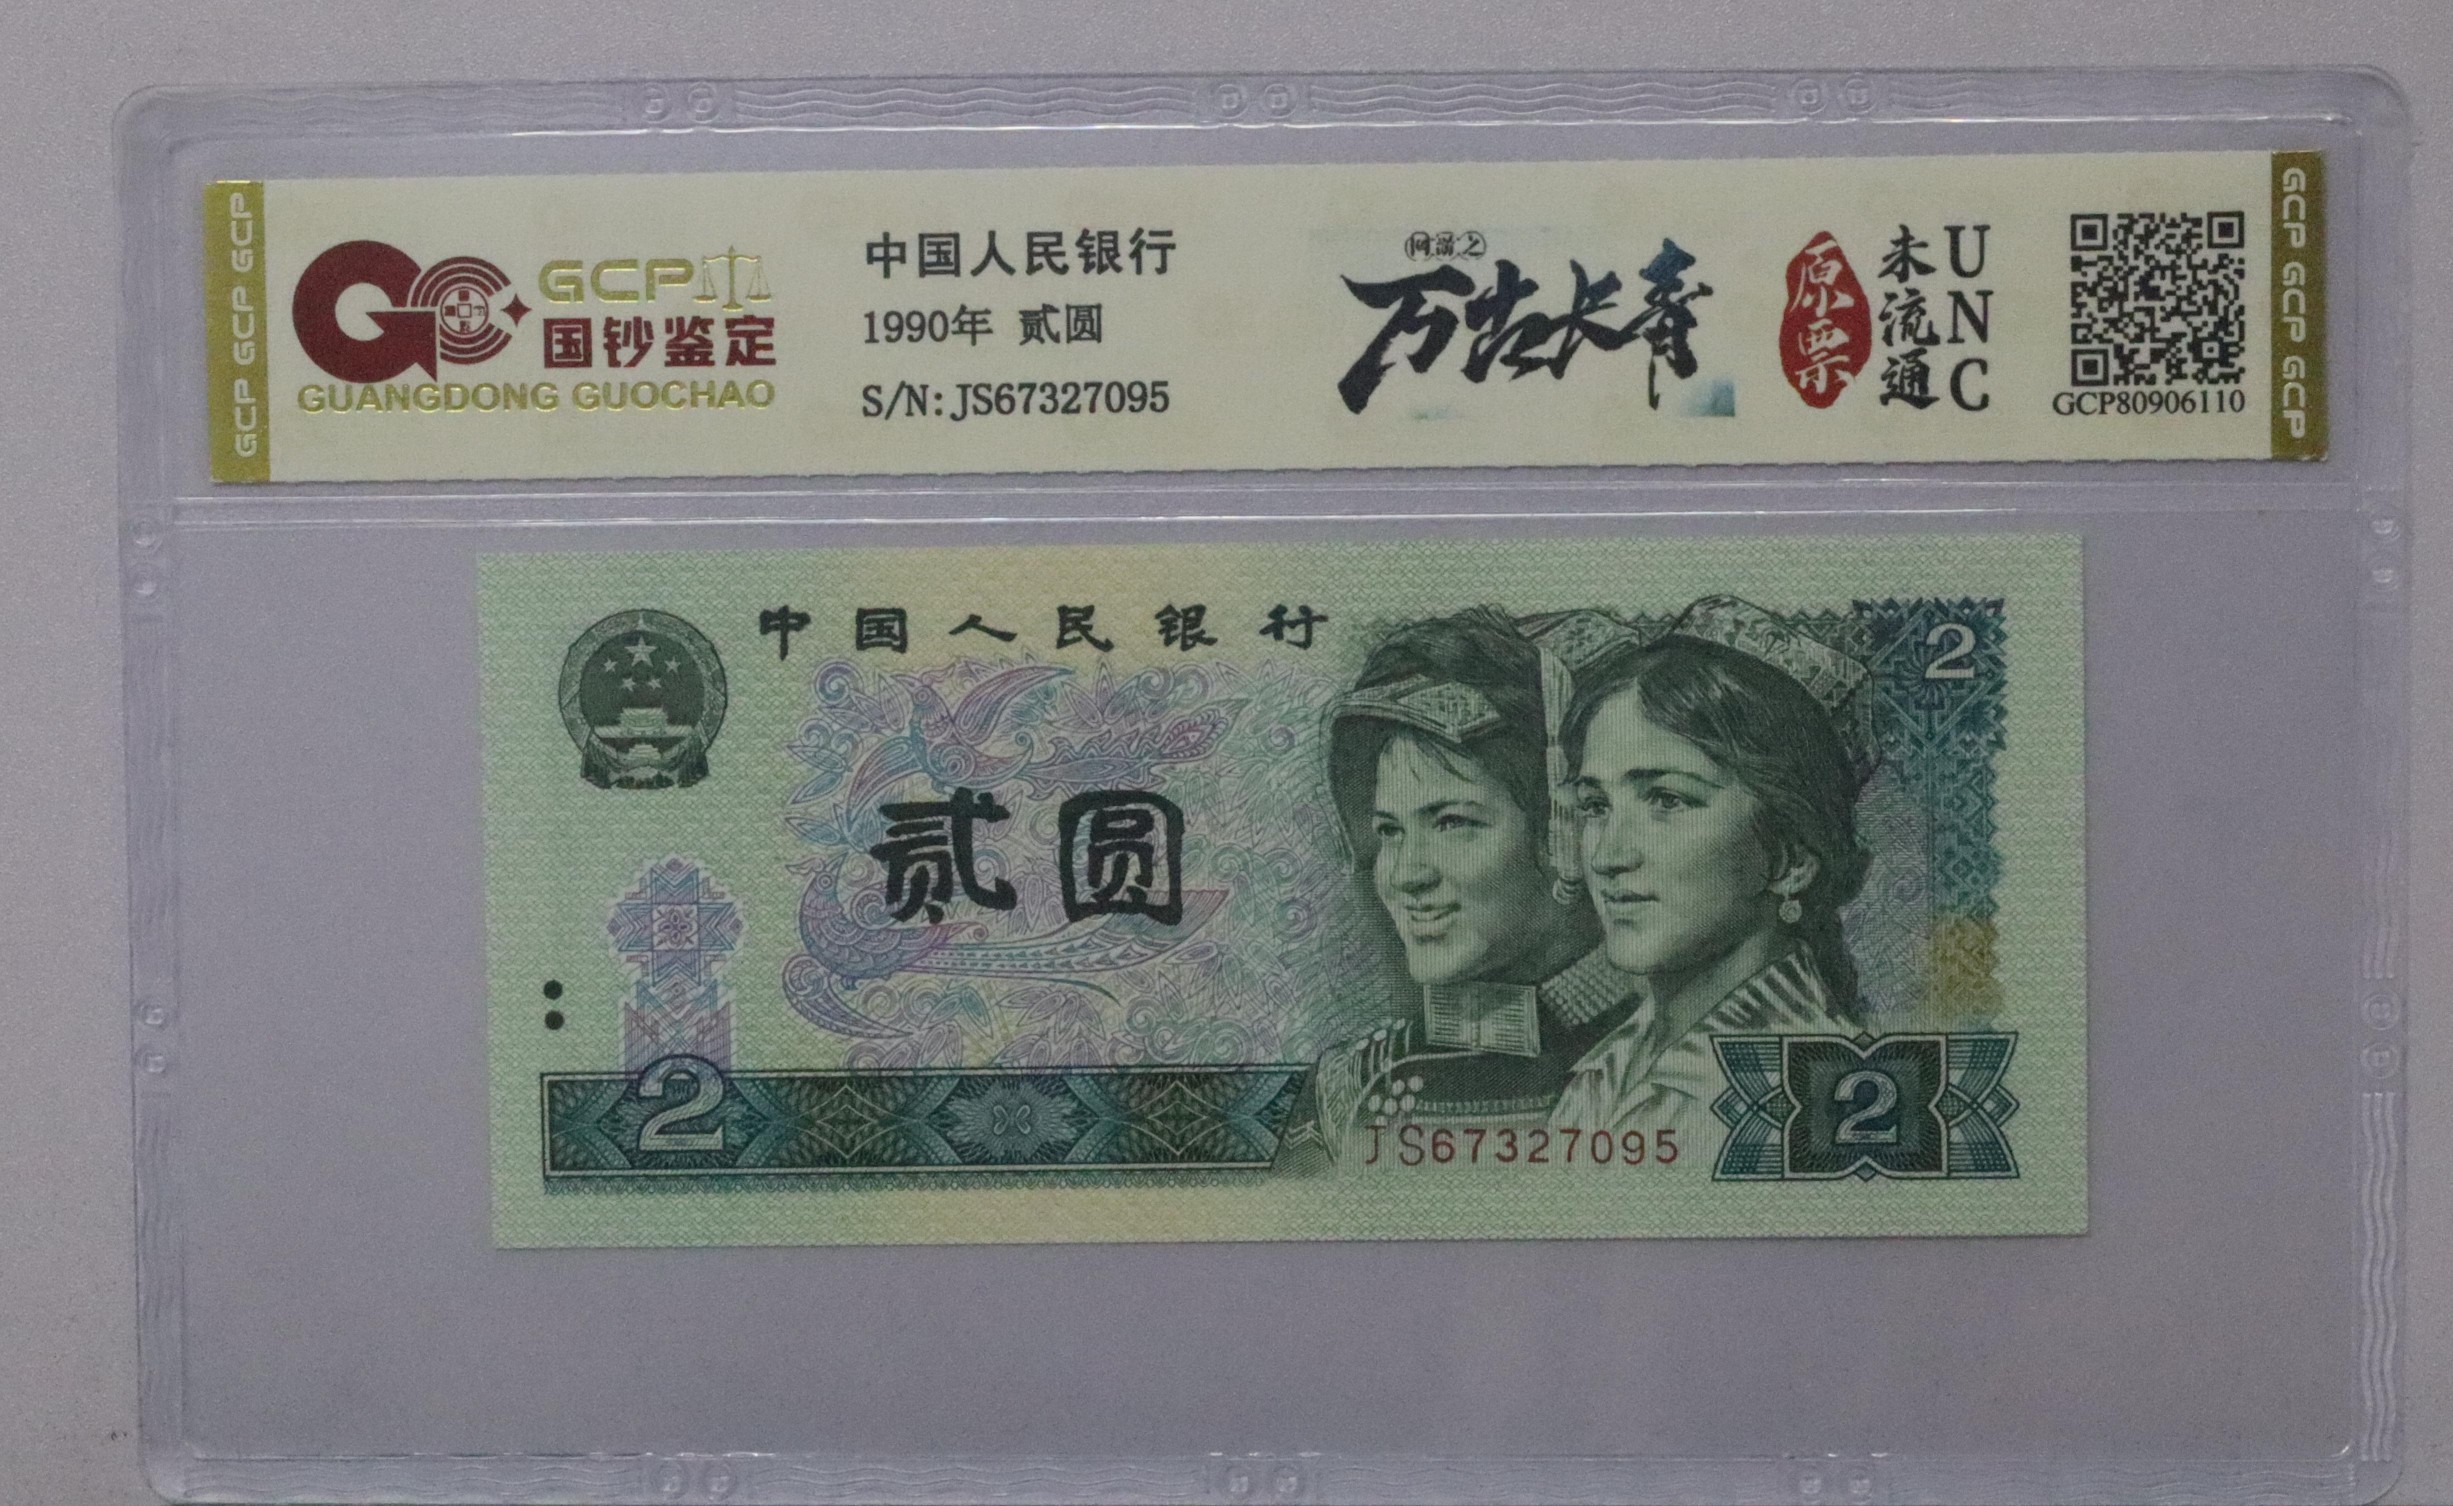 GCP GCP GCP
GCP
国钞鉴定
GUANGDONG GUOCHAO
中国人民银行
1990年 贰圆
S/N: JS67327095
万古长青
原票
未流通
UNC
GCP80906110
GCP GCP GCP
中国人民银行
2
贰圆
2
JS67327095
2